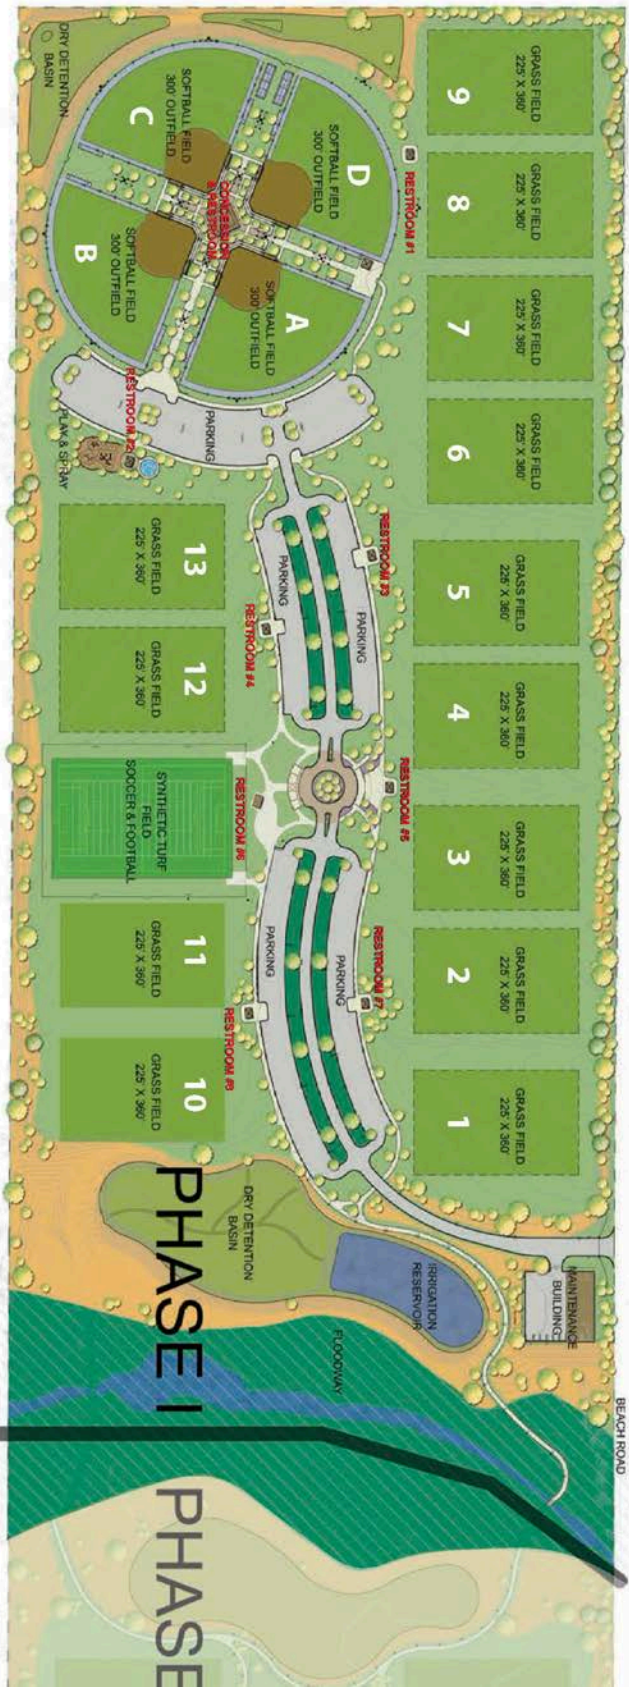 DRY DETENTION
BASIN
C
SOFTBALL FIELD
300' OUTFIELD
D
SOFTBALL FIELD
300' OUTFIELD
B
SOFTBALL FIELD
300' OUTFIELD
A
SOFTBALL FIELD
300' OUTFIELD
CONCESSION
& RESTROOM
RESTROOM #1
9
GRASS FIELD
225' X 360'
8
GRASS FIELD
225' X 360'
7
GRASS FIELD
225' X 360'
6
GRASS FIELD
225' X 360'
RESTROOM #2
PLAY & SPRAY
PARKING
5
GRASS FIELD
225' X 360'
4
GRASS FIELD
225' X 360'
RESTROOM #3
PARKING
PARKING
RESTROOM #4
13
GRASS FIELD
225' X 360'
12
GRASS FIELD
225' X 360'
RESTROOM #5
RESTROOM #6
SYNTHETIC TURF
FIELD
SOCCER & FOOTBALL
3
GRASS FIELD
225' X 360'
2
GRASS FIELD
225' X 360'
1
GRASS FIELD
225' X 360'
RESTROOM #7
PARKING
PARKING
RESTROOM #8
11
GRASS FIELD
225' X 360'
10
GRASS FIELD
225' X 360'
DRY DETENTION
BASIN
IRRIGATION
RESERVOIR
MAINTENANCE
BUILDING
FLOODWAY
BEACH ROAD
PHASE I
PHASE